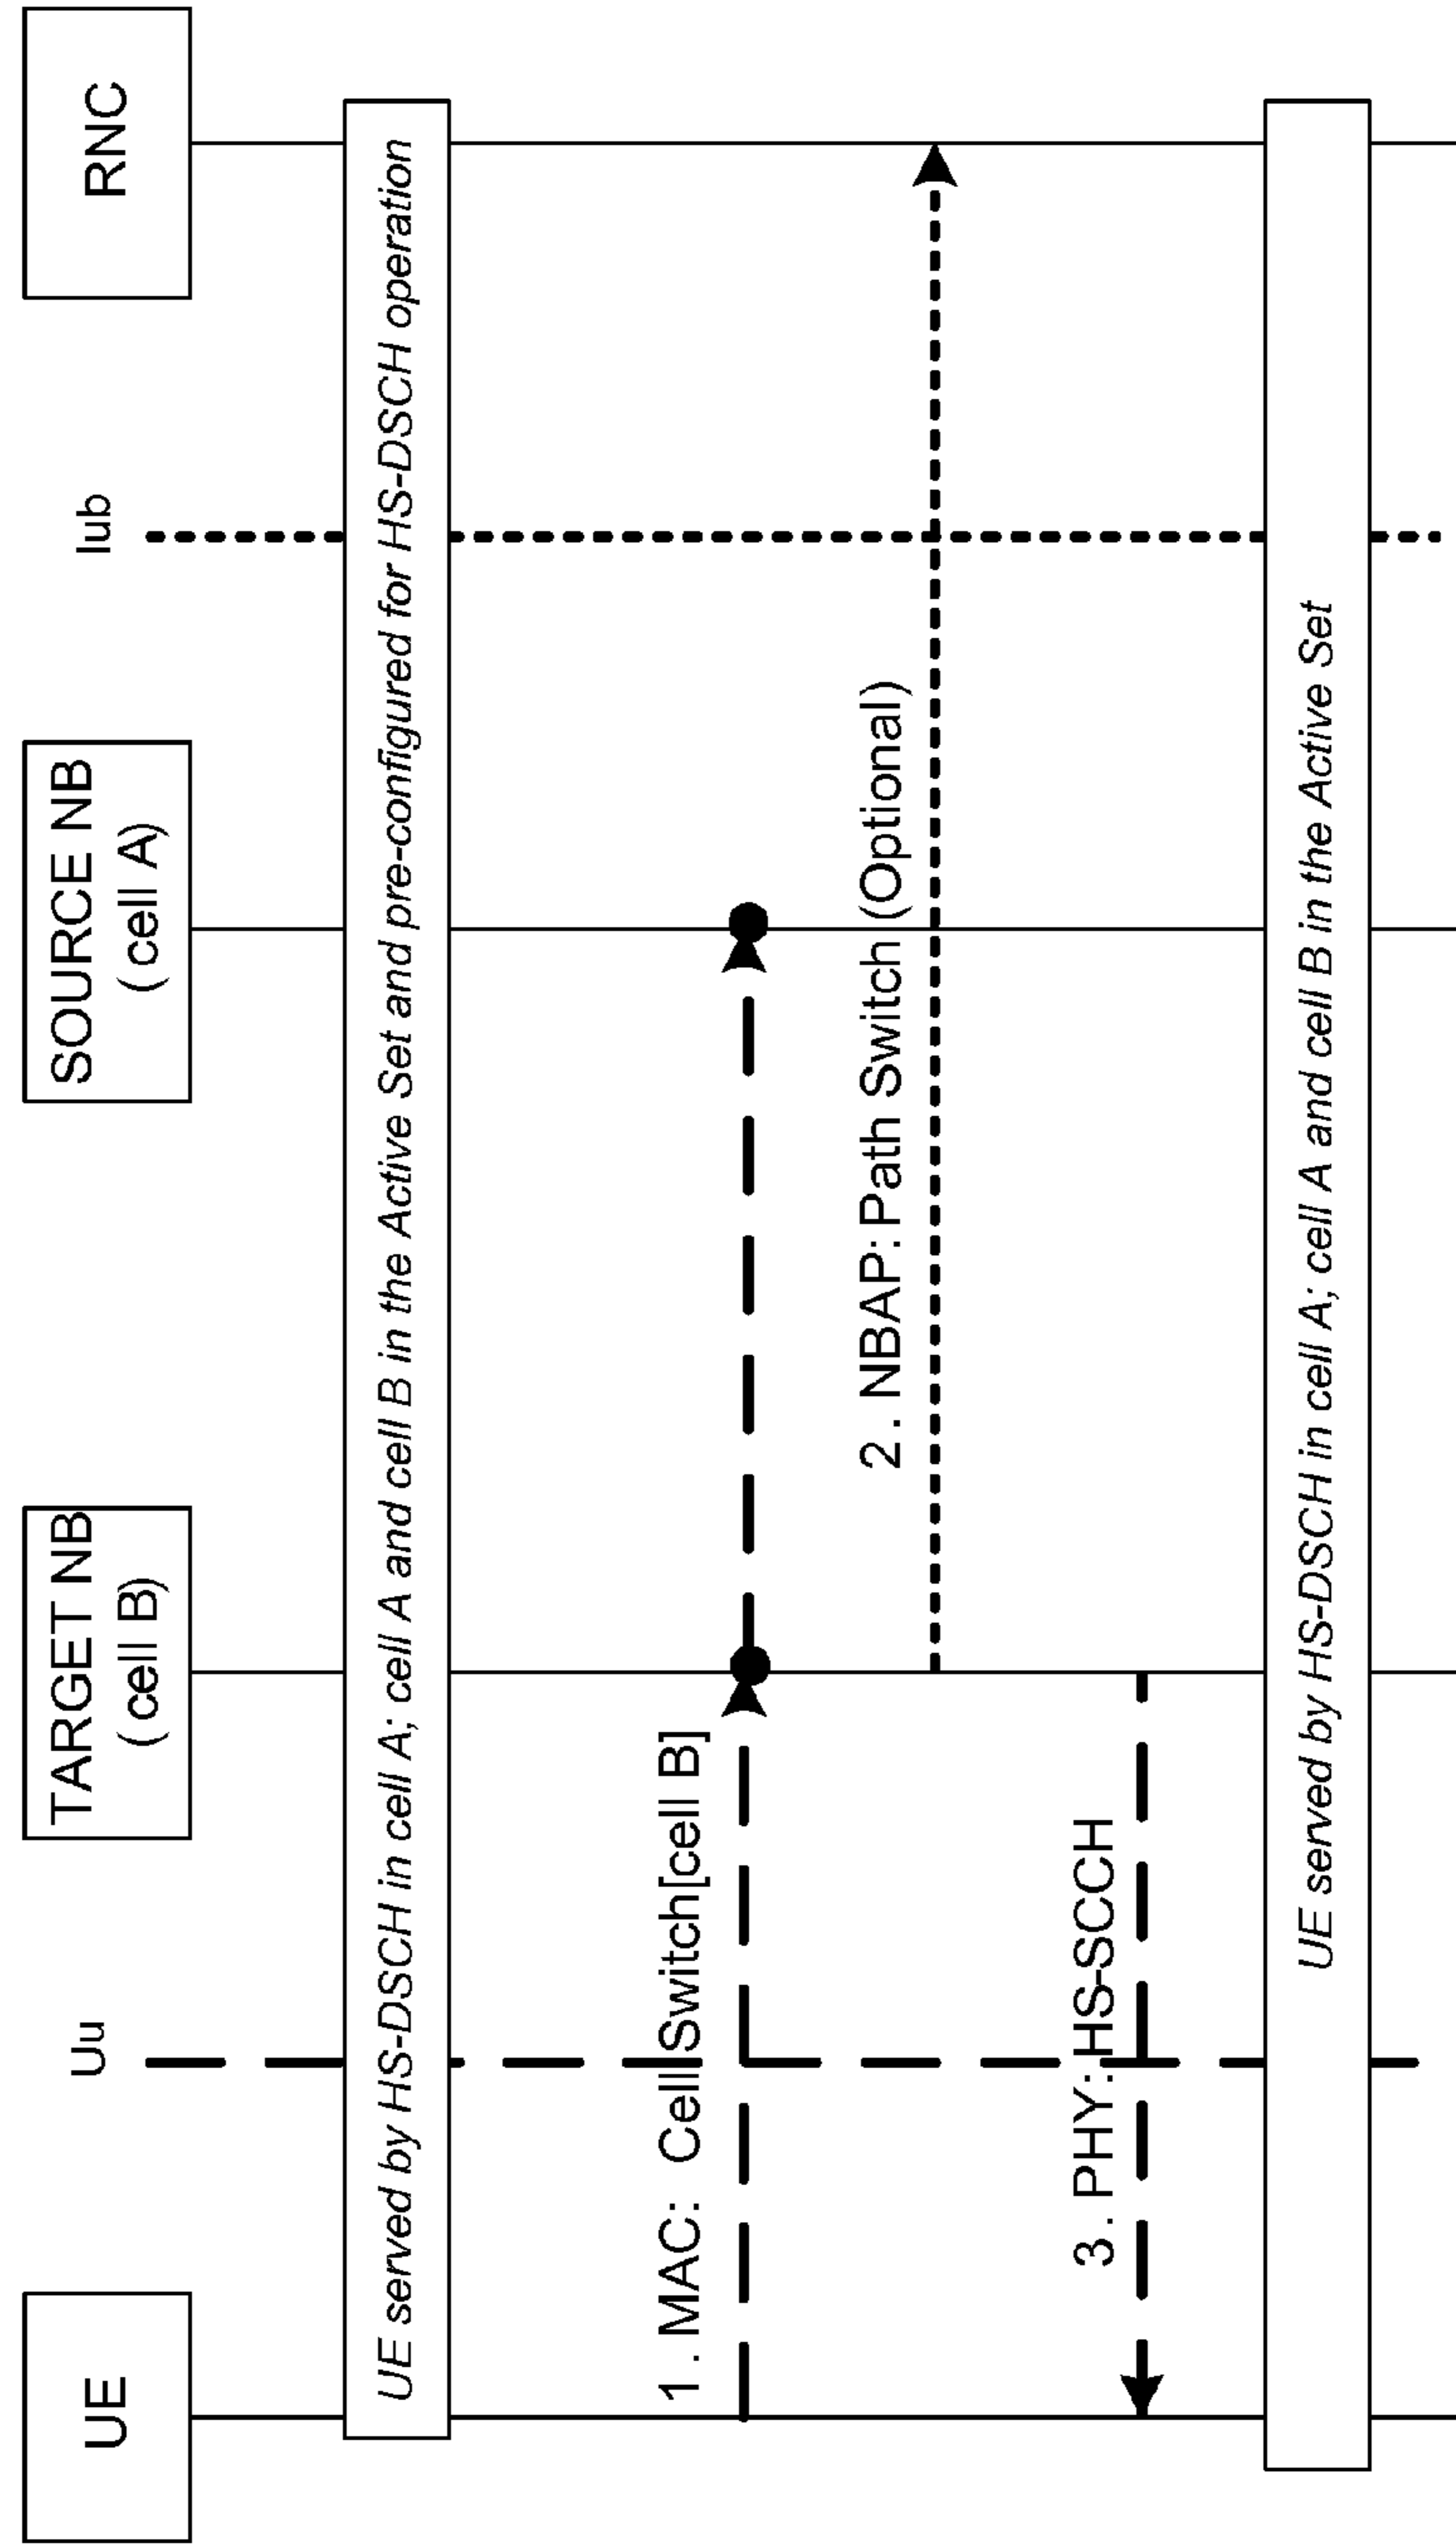 UE
Uu
TARGET NB
( cell B)
SOURCE NB
( cell A)
Iub
RNC
UE served by HS-DSCH in cell A; cell A and cell B in the Active Set and pre-configured for HS-DSCH operation
1 . MAC: Cell Switch[cell B]
2 . NBAP: Path Switch (Optional)
3 . PHY: HS-SCCH
UE served by HS-DSCH in cell A; cell A and cell B in the Active Set